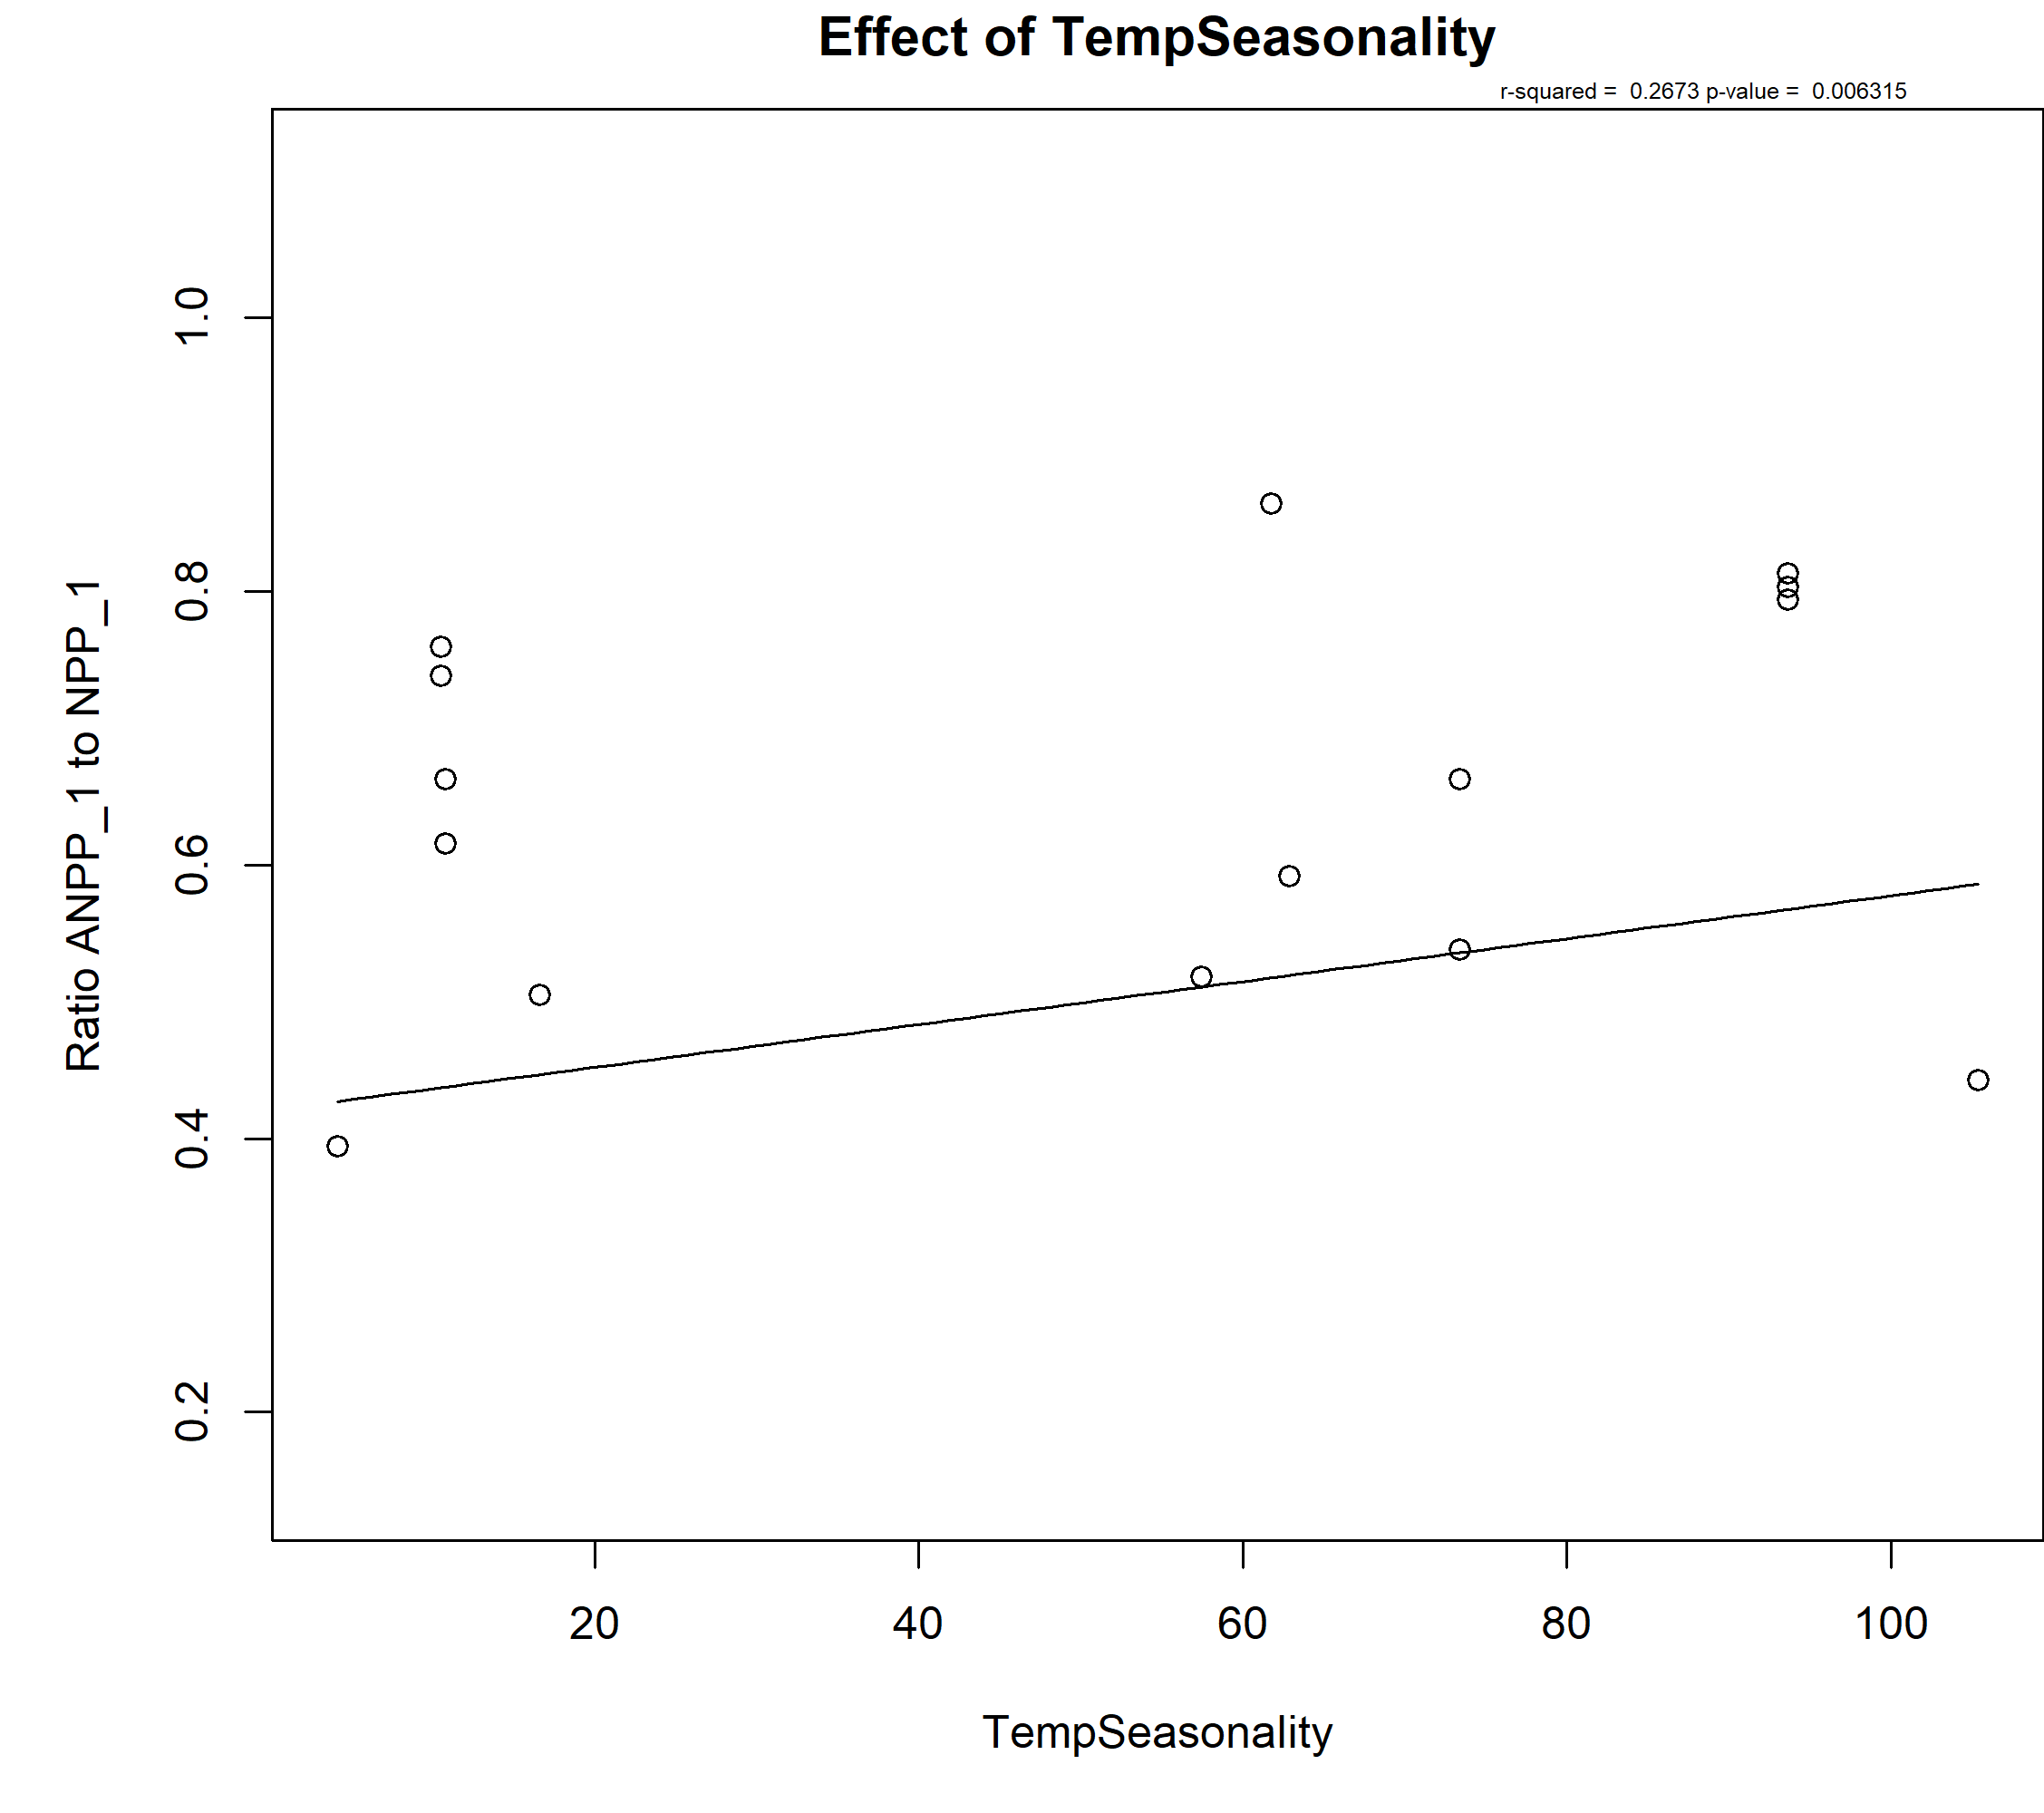 Effect of TempSeasonality
r-squared = 0.2673 p-value = 0.006315
Ratio ANPP_1 to NPP_1
1.0
0.8
0.6
0.4
0.2
20 40 60 80 100
TempSeasonality